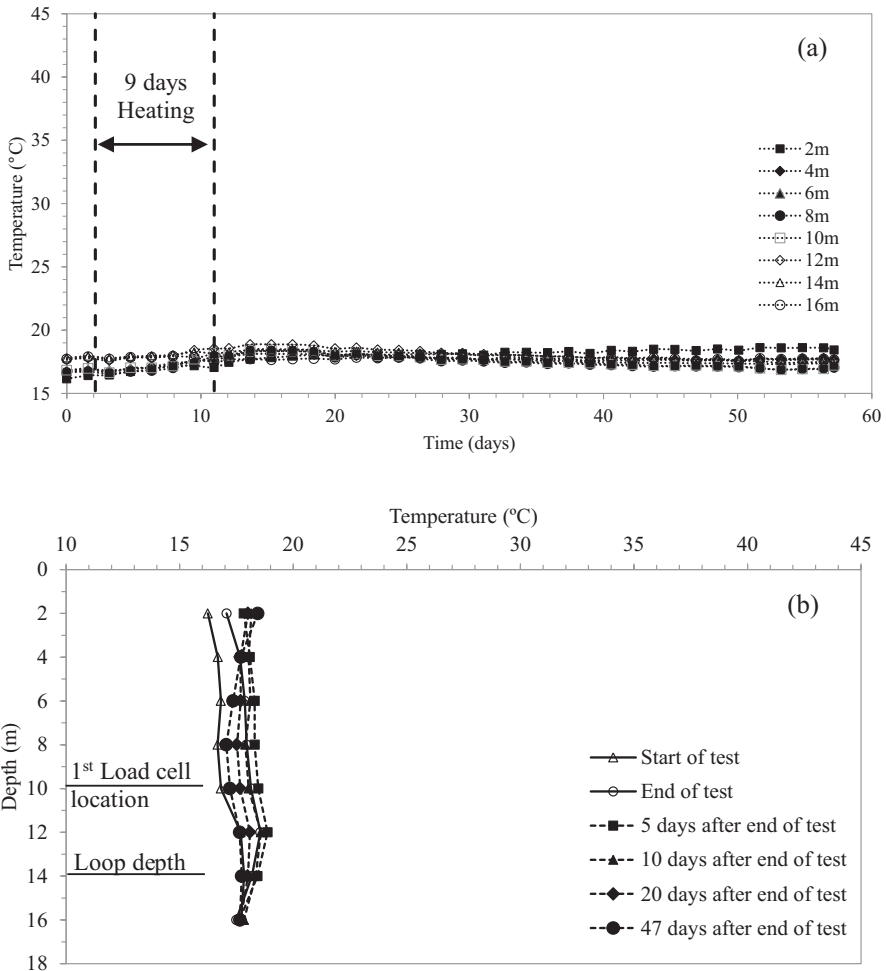 45
(a)
40
9 days
Heating
35
30
25
20
15
Temperature (°C)
2m
4m
6m
8m
10m
12m
14m
16m
0 10 20 30 40 50 60
Time (days)
Temperature (ºC)
10 15 20 25 30 35 40 45
0
(b)
2
4
6
8
10
12
14
16
18
Depth (m)
1st Load cell
location
Loop depth
Start of test
End of test
5 days after end of test
10 days after end of test
20 days after end of test
47 days after end of test